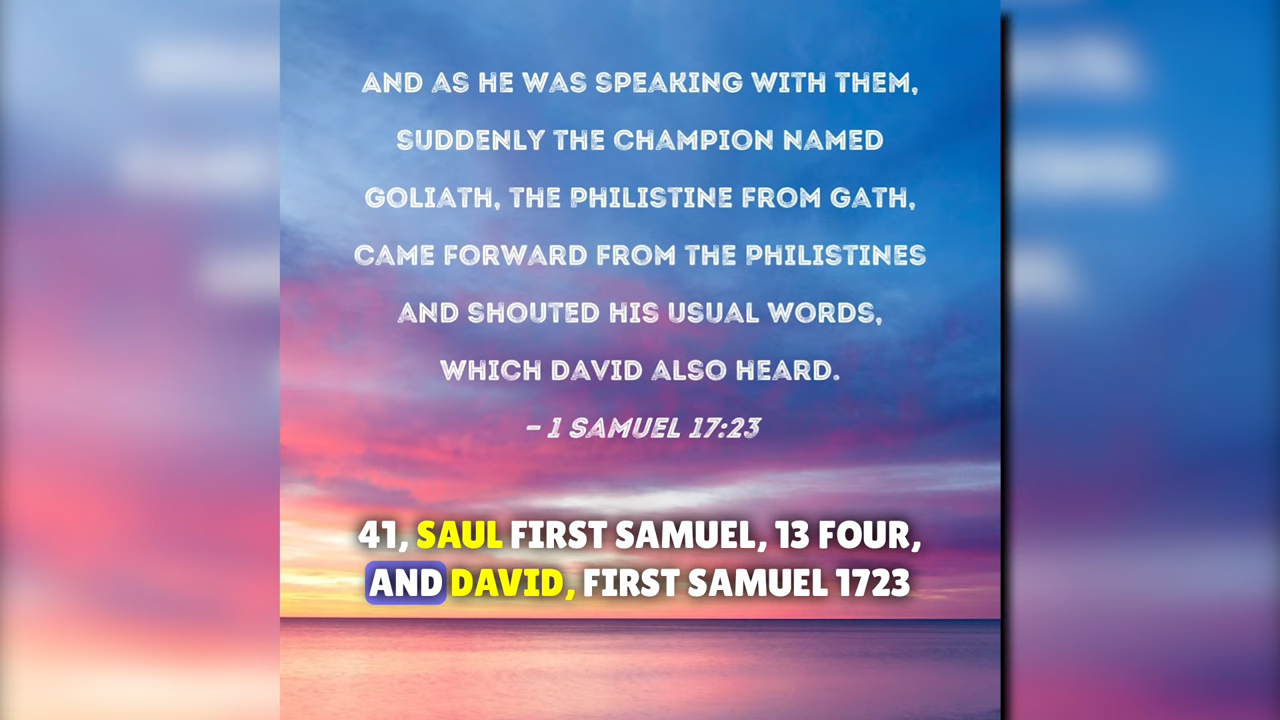 AND AS HE WAS SPEAKING WITH THEM,
SUDDENLY THE CHAMPION NAMED
GOLIATH, THE PHILISTINE FROM GATH,
CAME FORWARD FROM THE PHILISTINES
AND SHOUTED HIS USUAL WORDS,
WHICH DAVID ALSO HEARD.
– 1 SAMUEL 17:23
41, SAUL FIRST SAMUEL, 13 FOUR,
AND DAVID, FIRST SAMUEL 1723